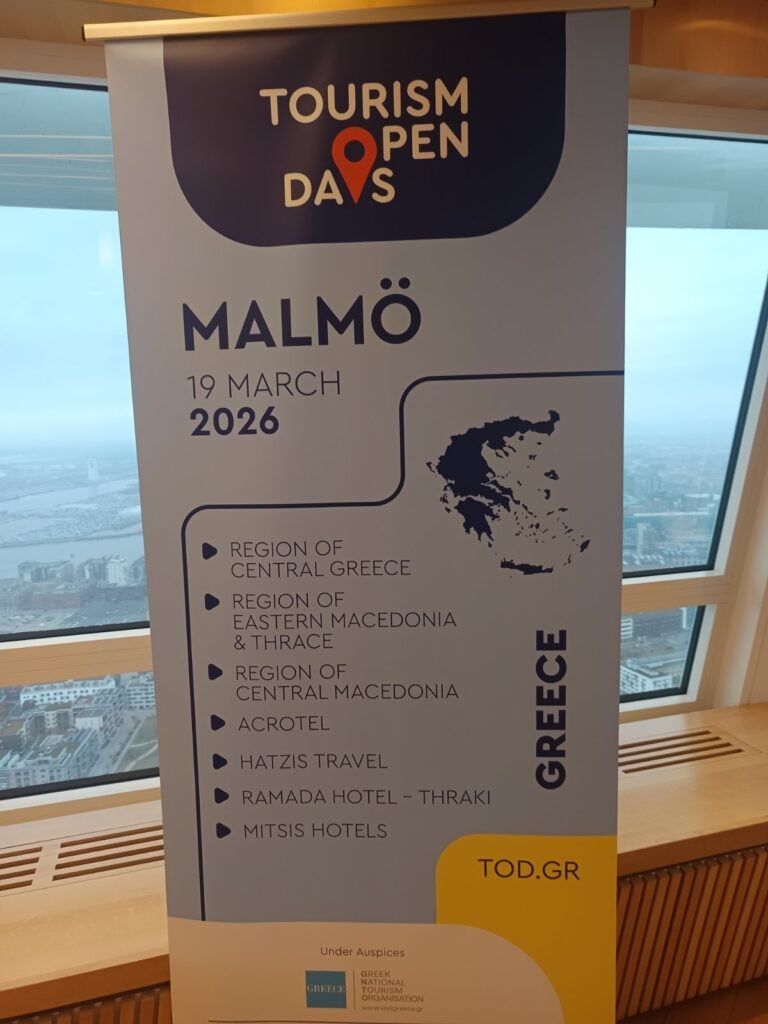 TOURISM
OPEN
DAYS
MALMÖ
19 MARCH
2026
REGION OF
CENTRAL GREECE
REGION OF
EASTERN MACEDONIA
& THRACE
REGION OF
CENTRAL MACEDONIA
ACROTEL
HATZIS TRAVEL
RAMADA HOTEL – THRAKI
MITSIS HOTELS
GREECE
TOD.GR
Under Auspices
GREECE
GREEK
NATIONAL
TOURISM
ORGANISATION
www.visitgreece.gr